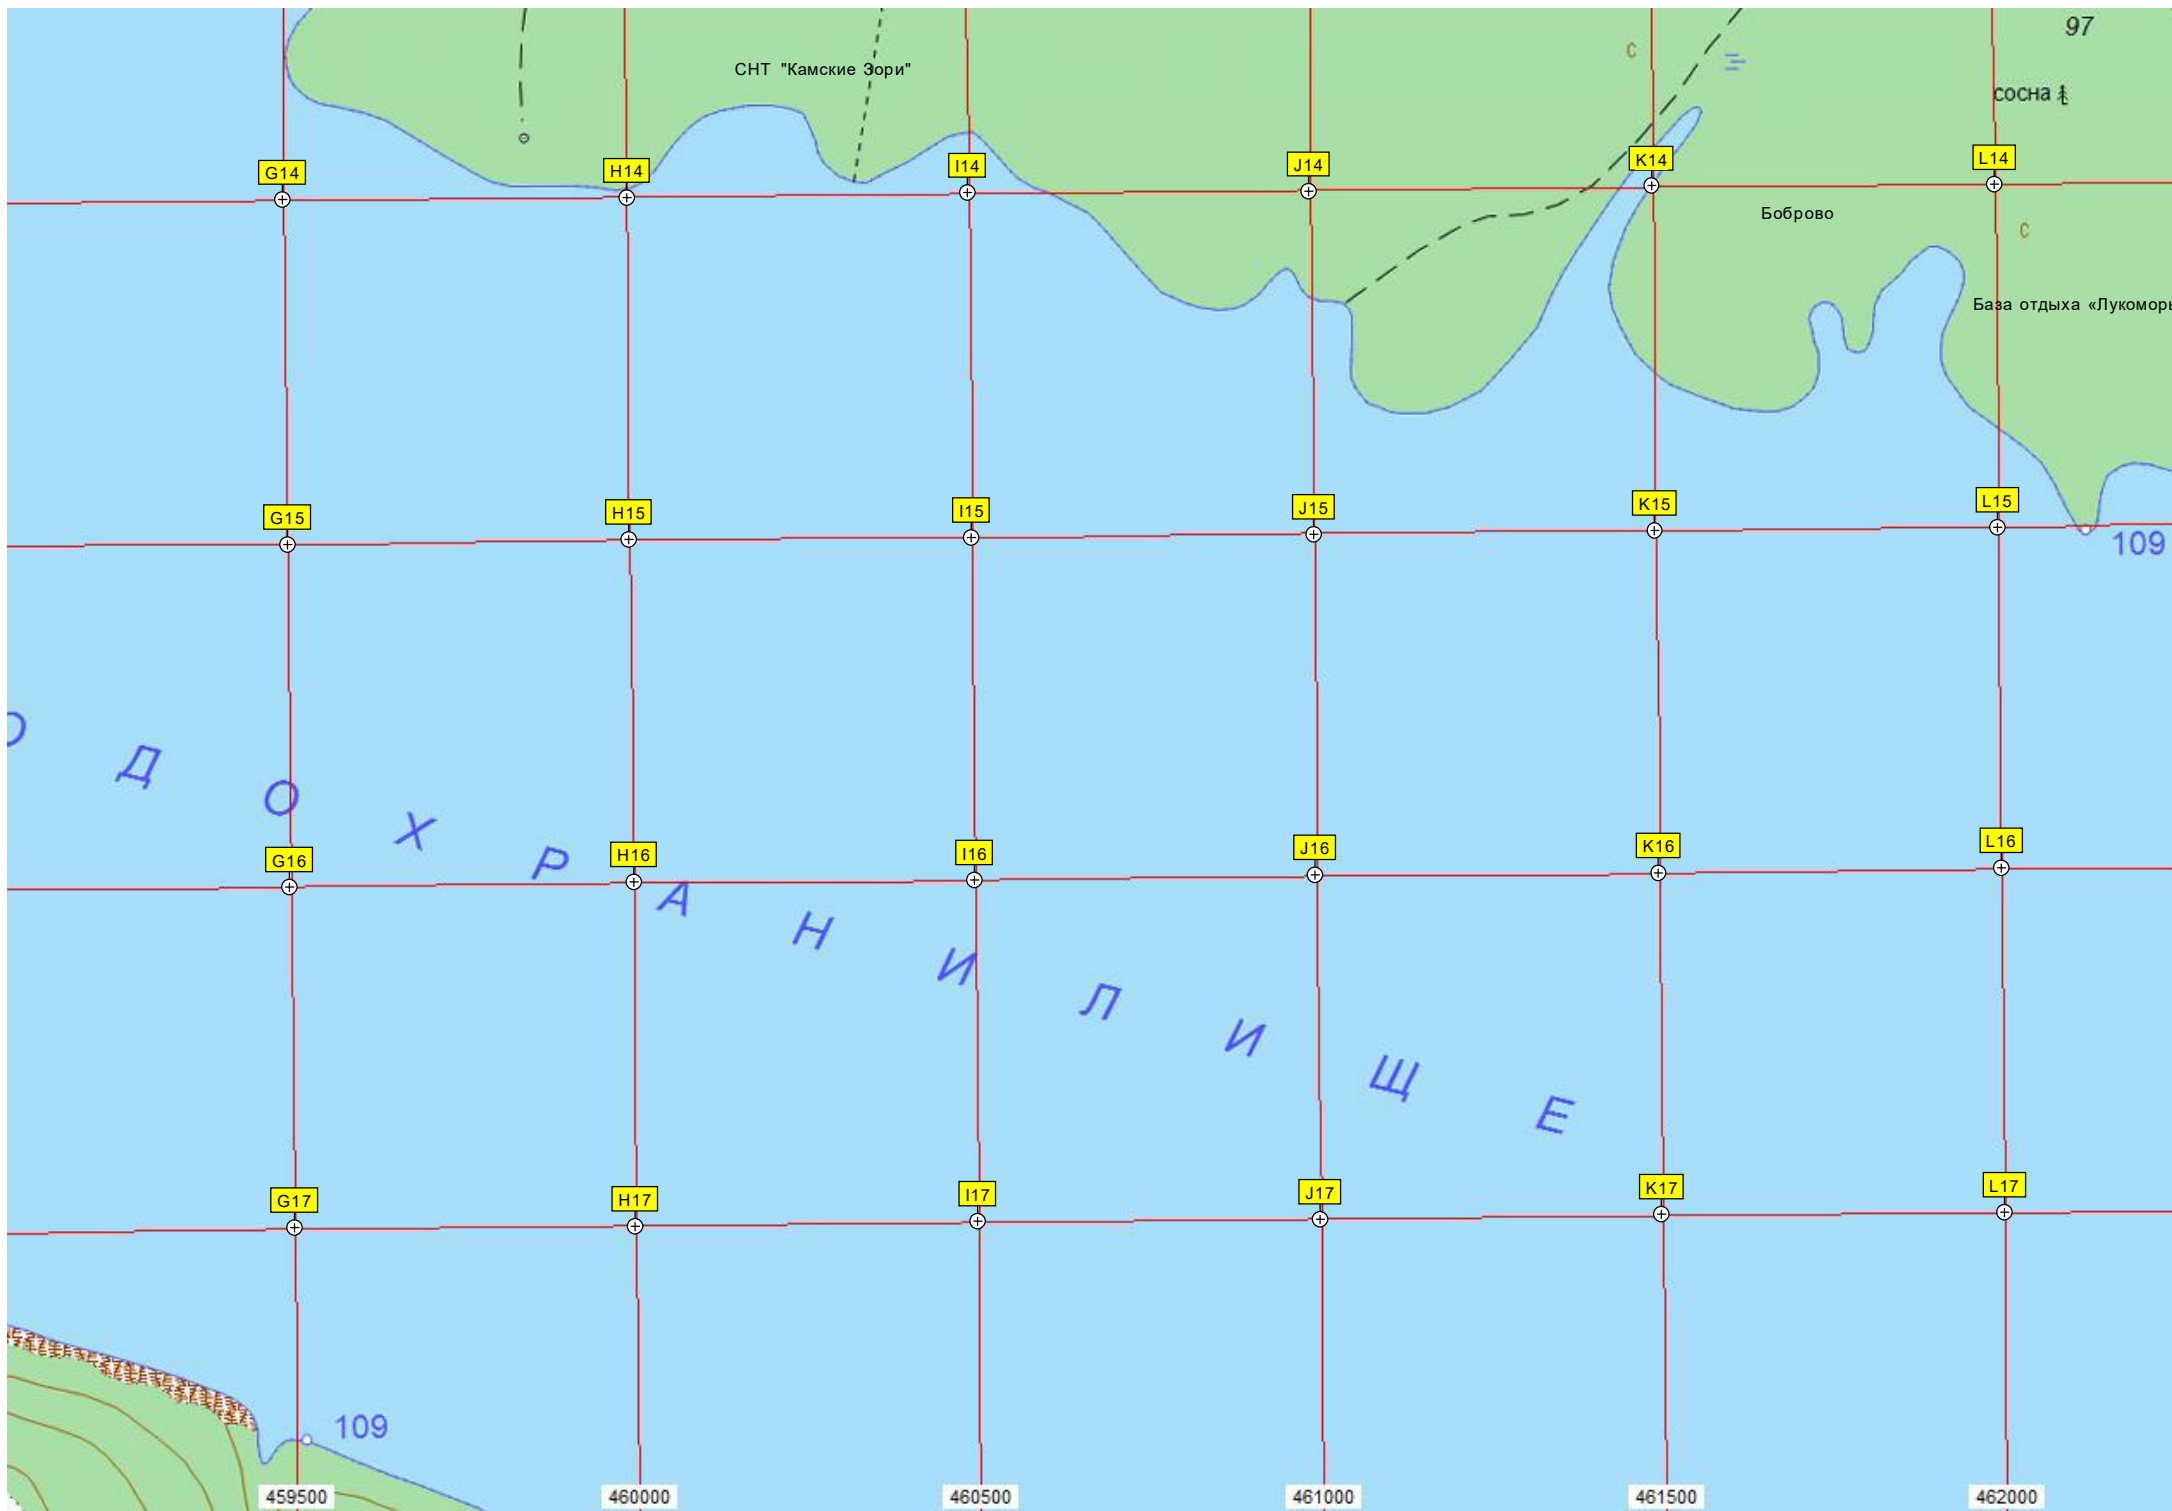 97
С
СНТ "Камские Зори"
сосна
G14
H14
I14
J14
K14
L14
Боброво
С
База отдыха «Лукоморь
G15
H15
I15
J15
K15
L15
109
О Д О Х Р А Н И Л И Щ Е
G16
H16
I16
J16
K16
L16
G17
H17
I17
J17
K17
L17
109
459500
460000
460500
461000
461500
462000